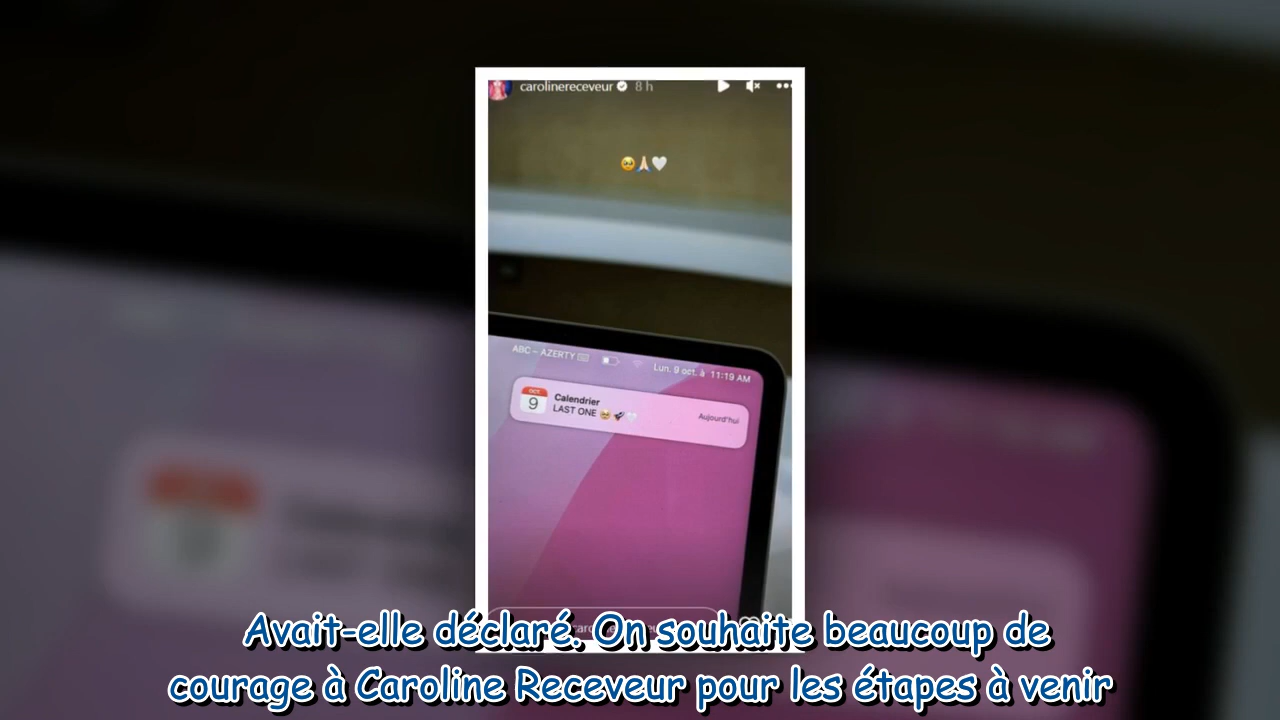 carolinereceveur 8 h
🥹🙏🏻🤍
ABC – AZERTY
Lun. 9 oct. à 11:19 AM
OCT.
9
Calendrier
LAST ONE 🥹🚀🤍
Aujourd'hui
Avait-elle déclaré. On souhaite beaucoup de
courage à Caroline Receveur pour les étapes à venir